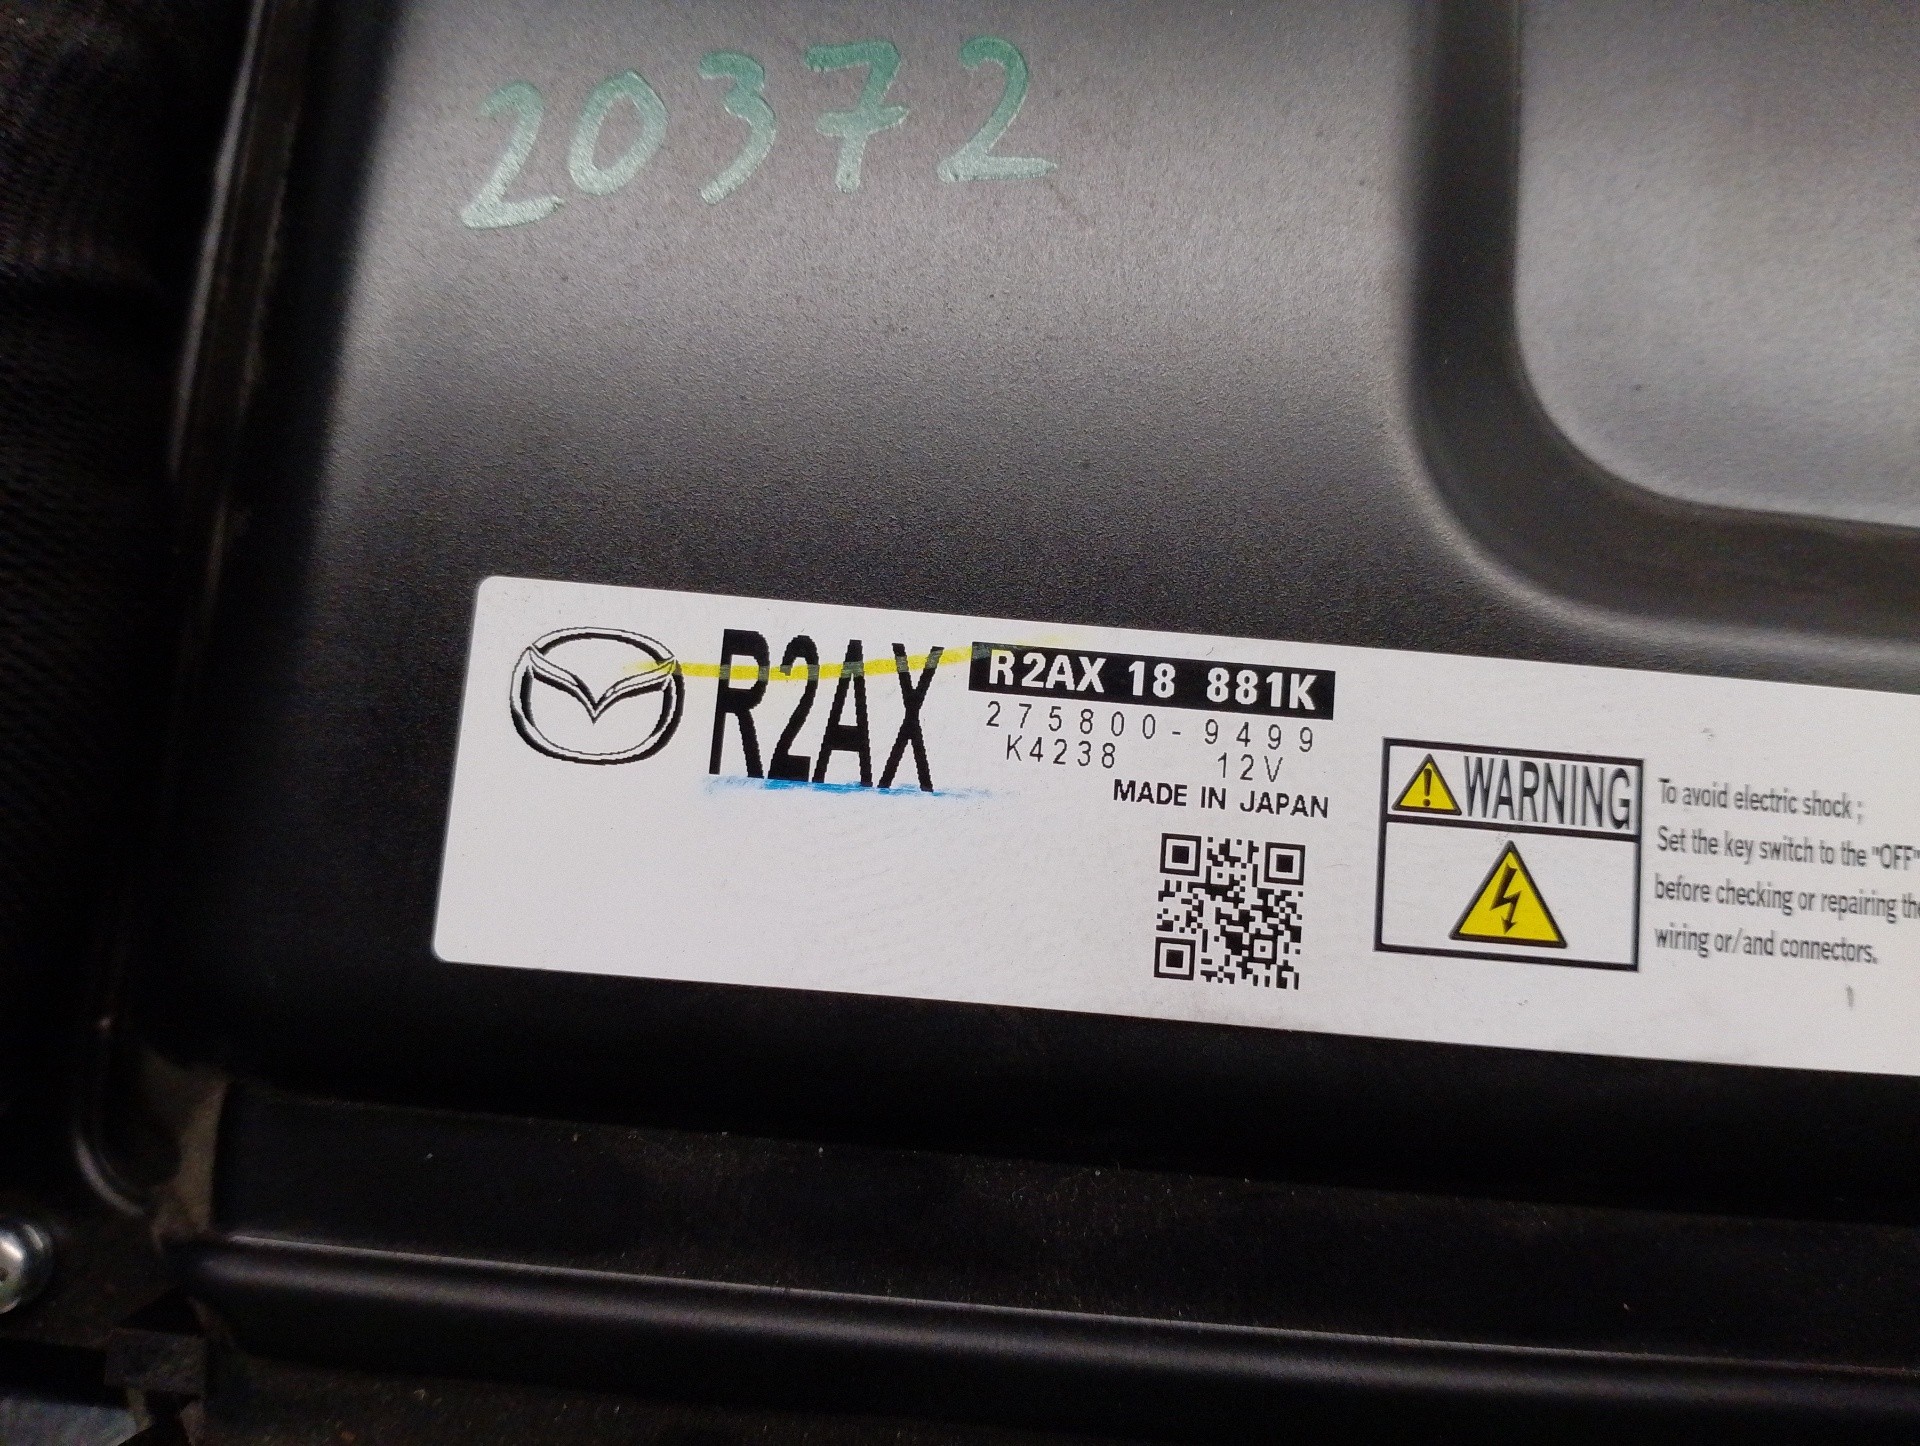 20372
R2AX
R2AX 18 881K
275800-9499
K4238 12V
MADE IN JAPAN
WARNING
To avoid electric shock ;
Set the key switch to the "OFF"
before checking or repairing the
wiring or/and connectors.